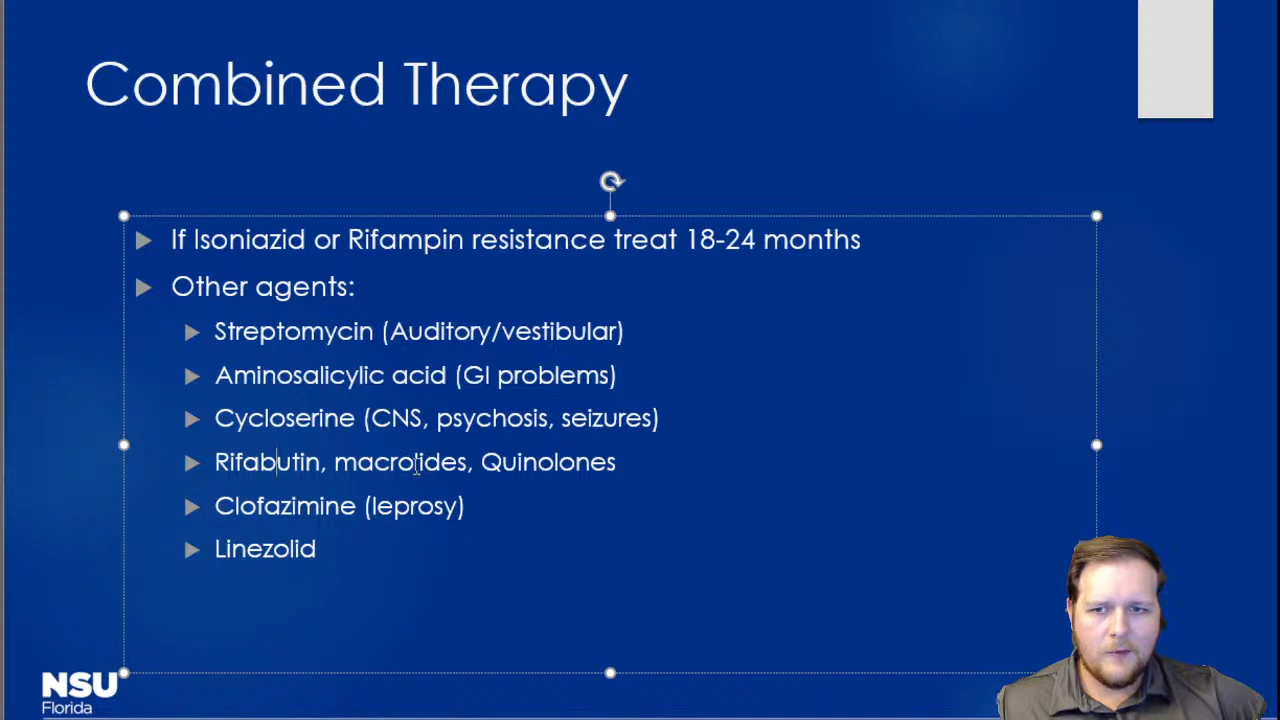 Combined Therapy
If Isoniazid or Rifampin resistance treat 18-24 months
Other agents:
Streptomycin (Auditory/vestibular)
Aminosalicylic acid (GI problems)
Cycloserine (CNS, psychosis, seizures)
Rifabutin, macrolides, Quinolones
Clofazimine (leprosy)
Linezolid
NSU
Florida